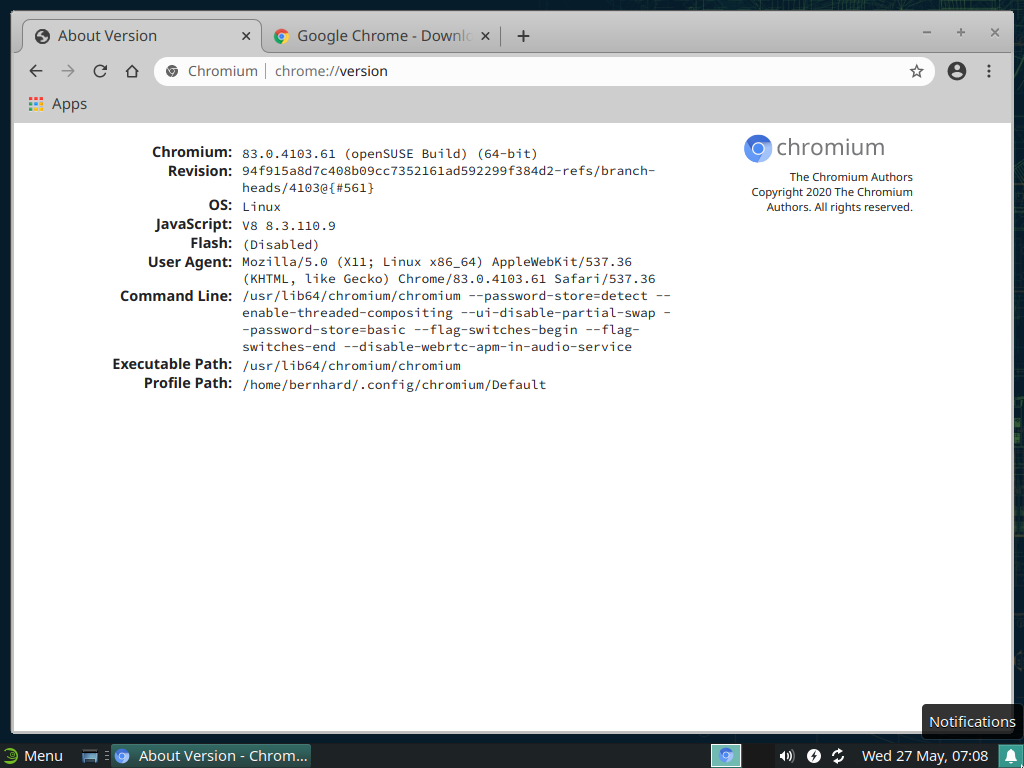 About Version
Google Chrome - Downlo
Chromium | chrome://version
Apps
chromium
The Chromium Authors
Copyright 2020 The Chromium
Authors. All rights reserved.
Chromium: 83.0.4103.61 (openSUSE Build) (64-bit)
Revision: 94f915a8d7c408b09cc7352161ad592299f384d2-refs/branch-
heads/4103@{#561}
OS: Linux
JavaScript: V8 8.3.110.9
Flash: (Disabled)
User Agent: Mozilla/5.0 (X11; Linux x86_64) AppleWebKit/537.36
(KHTML, like Gecko) Chrome/83.0.4103.61 Safari/537.36
Command Line: /usr/lib64/chromium/chromium --password-store=detect --
enable-threaded-compositing --ui-disable-partial-swap -
-password-store=basic --flag-switches-begin --flag-
switches-end --disable-webrtc-apm-in-audio-service
Executable Path: /usr/lib64/chromium/chromium
Profile Path: /home/bernhard/.config/chromium/Default
Notifications
Menu
About Version - Chrom...
Wed 27 May, 07:08